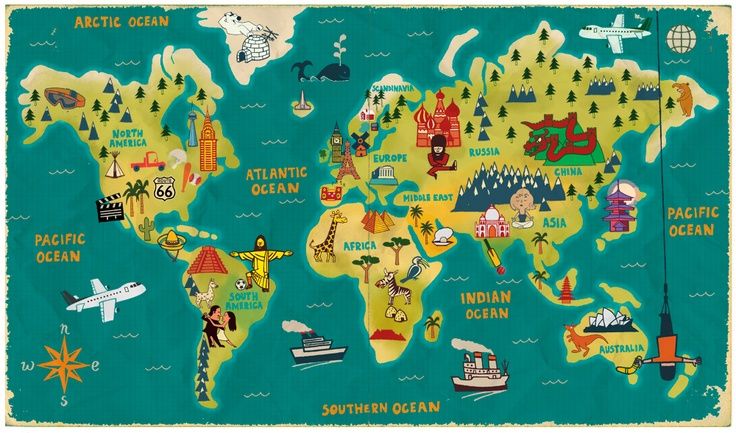 ARCTIC OCEAN
SCANDINAVIA
NORTH
AMERICA
ROUTE
66
ATLANTIC
OCEAN
EUROPE
RUSSIA
CHINA
MIDDLE EAST
ASIA
PACIFIC
OCEAN
PACIFIC
OCEAN
AFRICA
SOUTH
AMERICA
INDIAN
OCEAN
AUSTRALIA
n
w
e
s
SOUTHERN OCEAN